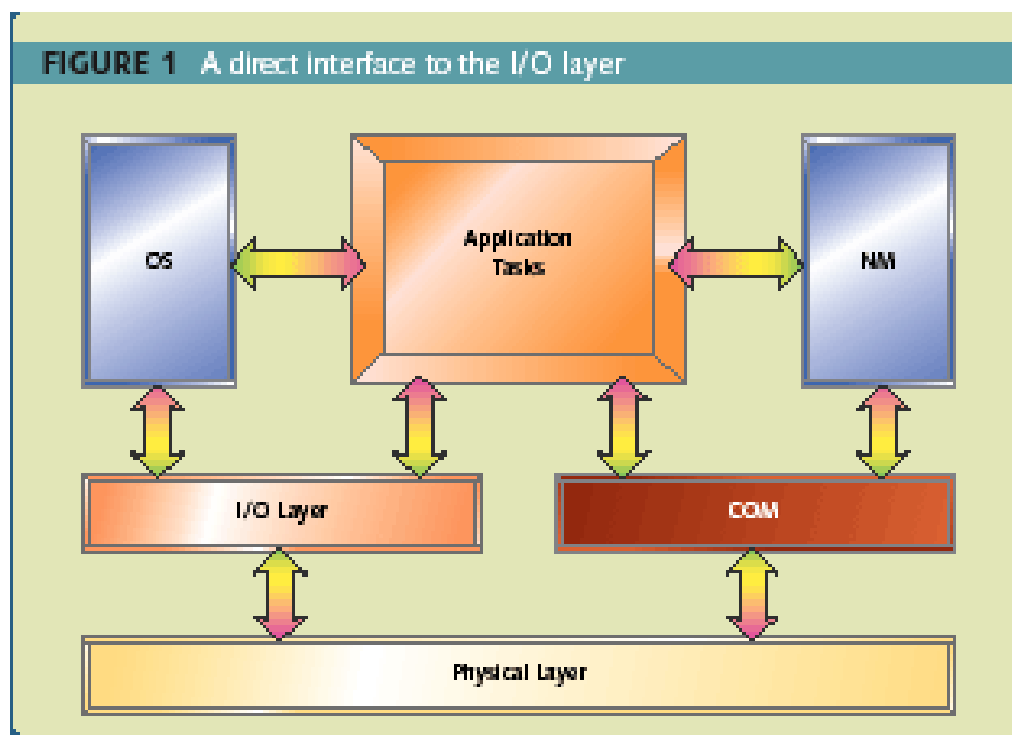 FIGURE 1 A direct interface to the I/O layer
Application
Tasks
OS
NM
I/O Layer
COM
Physical Layer